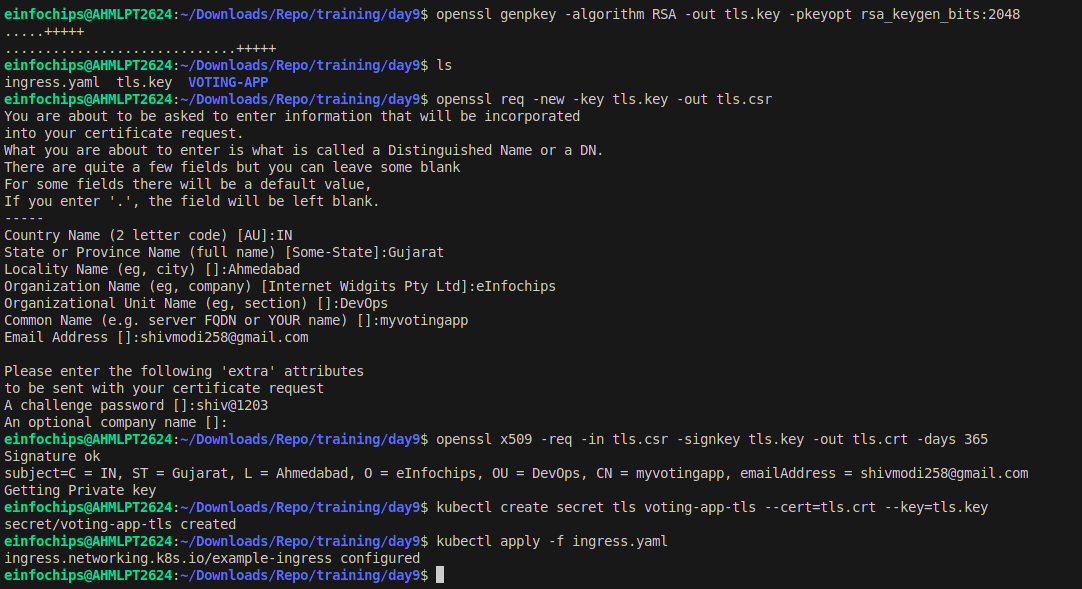 einfochips@AHMLPT2624:~/Downloads/Repo/training/day9$ openssl genpkey -algorithm RSA -out tls.key -pkeyopt rsa_keygen_bits:2048
.....+++++
.............................+++++
einfochips@AHMLPT2624:~/Downloads/Repo/training/day9$ ls
ingress.yaml  tls.key  VOTING-APP
einfochips@AHMLPT2624:~/Downloads/Repo/training/day9$ openssl req -new -key tls.key -out tls.csr
You are about to be asked to enter information that will be incorporated
into your certificate request.
What you are about to enter is what is called a Distinguished Name or a DN.
There are quite a few fields but you can leave some blank
For some fields there will be a default value,
If you enter '.', the field will be left blank.
-----
Country Name (2 letter code) [AU]:IN
State or Province Name (full name) [Some-State]:Gujarat
Locality Name (eg, city) []:Ahmedabad
Organization Name (eg, company) [Internet Widgits Pty Ltd]:eInfochips
Organizational Unit Name (eg, section) []:DevOps
Common Name (e.g. server FQDN or YOUR name) []:myvotingapp
Email Address []:shivmodi258@gmail.com

Please enter the following 'extra' attributes
to be sent with your certificate request
A challenge password []:shiv@1203
An optional company name []:
einfochips@AHMLPT2624:~/Downloads/Repo/training/day9$ openssl x509 -req -in tls.csr -signkey tls.key -out tls.crt -days 365
Signature ok
subject=C = IN, ST = Gujarat, L = Ahmedabad, O = eInfochips, OU = DevOps, CN = myvotingapp, emailAddress = shivmodi258@gmail.com
Getting Private key
einfochips@AHMLPT2624:~/Downloads/Repo/training/day9$ kubectl create secret tls voting-app-tls --cert=tls.crt --key=tls.key
secret/voting-app-tls created
einfochips@AHMLPT2624:~/Downloads/Repo/training/day9$ kubectl apply -f ingress.yaml
ingress.networking.k8s.io/example-ingress configured
einfochips@AHMLPT2624:~/Downloads/Repo/training/day9$